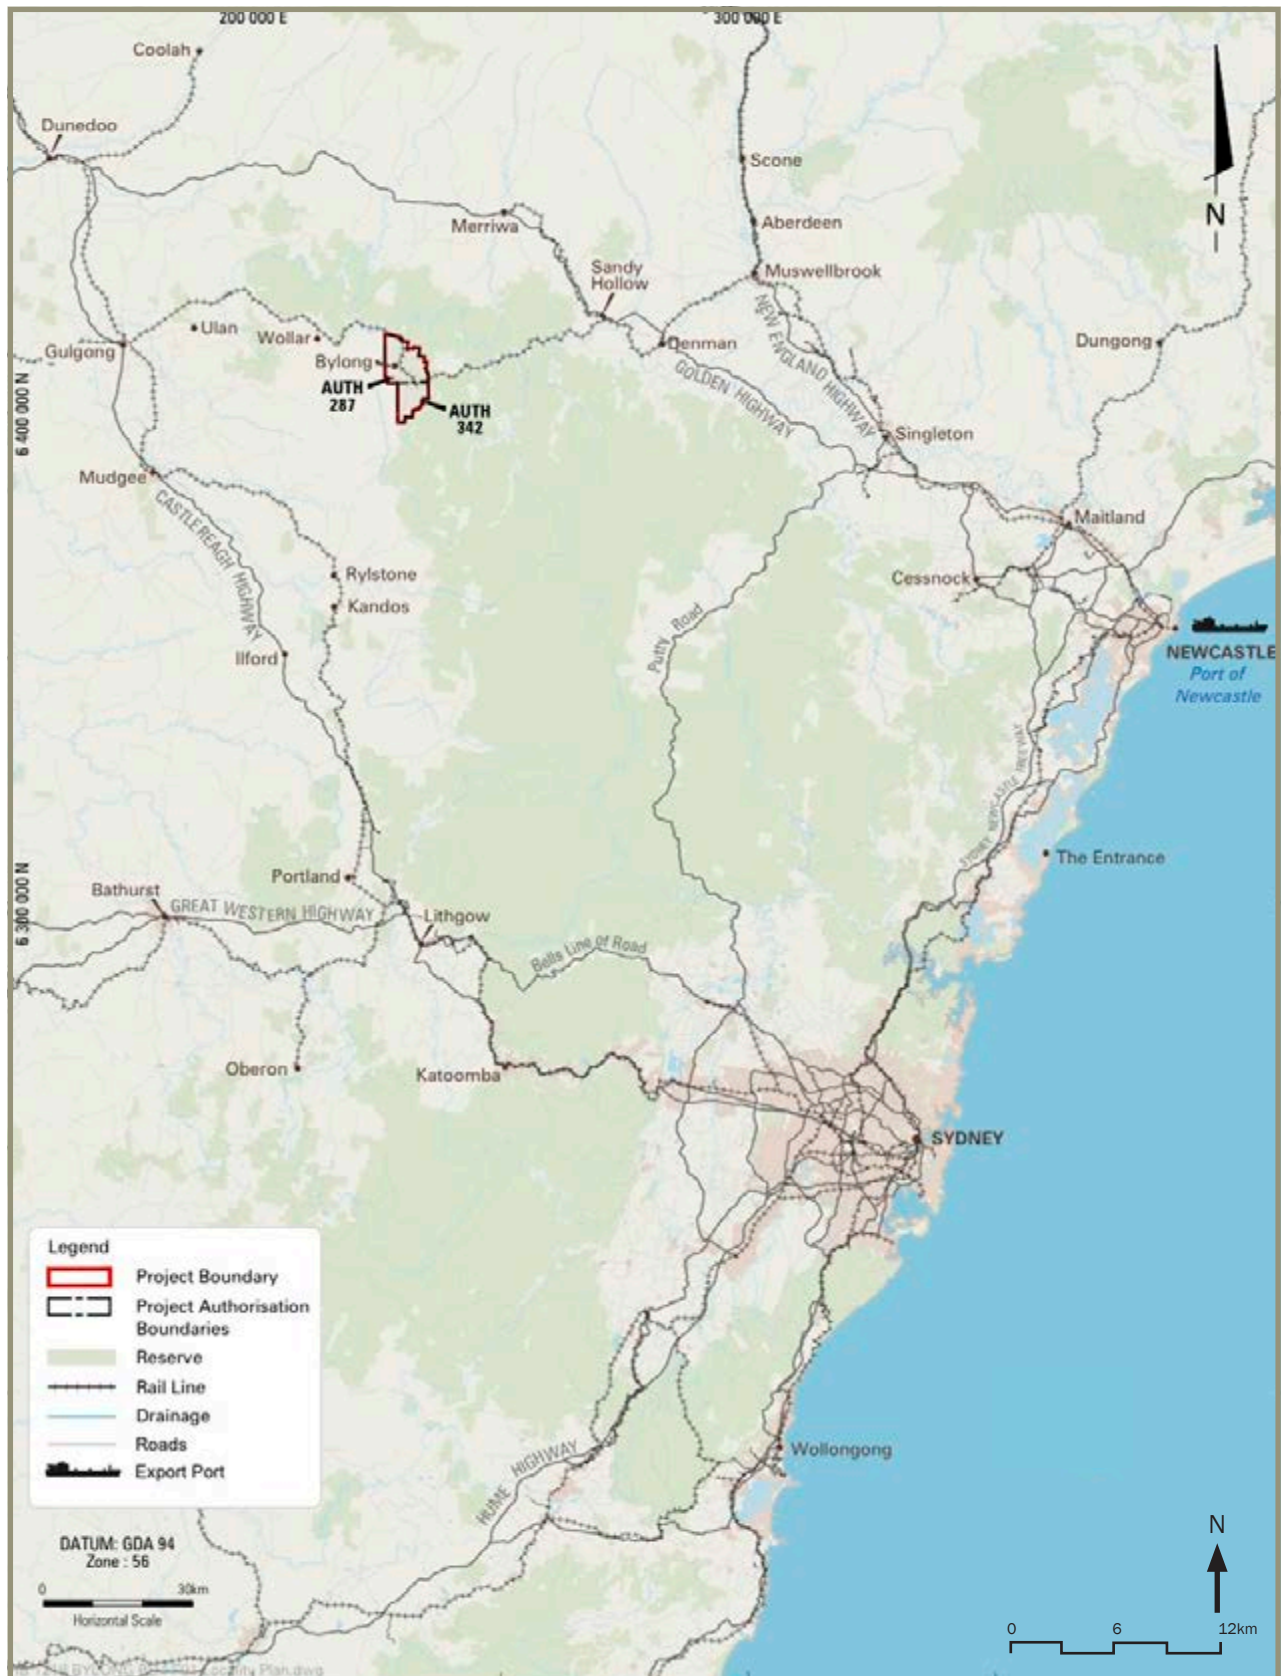 200 000 E
300 000 E
Coolah
Dunedoo
Scone
Merriwa
Aberdeen
N
Sandy
Hollow
Muswellbrook
Ulan
Wollar
Gulgong
Bylong
Denman
NEW ENGLAND HIGHWAY
Dungong
AUTH
287
AUTH
342
GOLDEN HIGHWAY
6 400 000 N
Singleton
Mudgee
CASTLEREAGH HIGHWAY
Maitland
Rylstone
Cessnock
Kandos
Putty Road
Ilford
NEWCASTLE
Port of
Newcastle
SYDNEY NEWCASTLE FREEWAY
The Entrance
6 300 000 N
Portland
Bathurst
GREAT WESTERN HIGHWAY
Lithgow
Bells Line of Road
Oberon
Katoomba
SYDNEY
Legend
Project Boundary
Project Authorisation
Boundaries
Reserve
Rail Line
Drainage
Roads
Export Port
HUME HIGHWAY
Wollongong
DATUM: GDA 94
Zone : 56
0 30km
Horizontal Scale
N
0 6 12km
Locality Plan.dwg